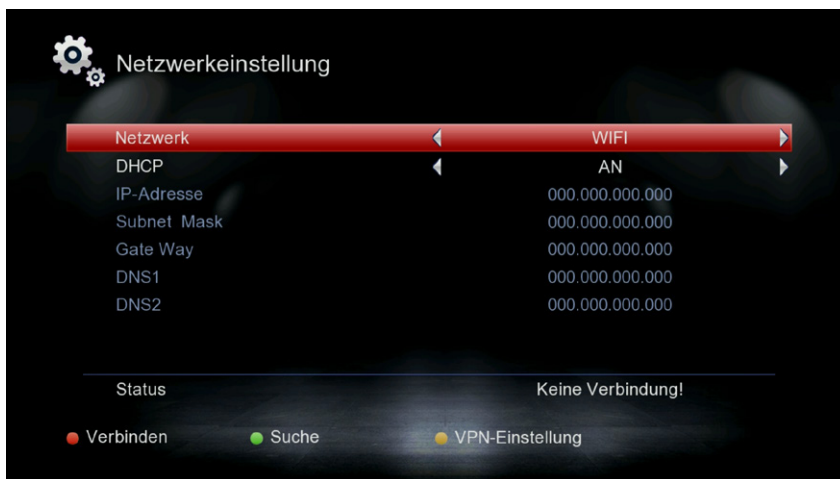 Netzwerkeinstellung
Netzwerk WIFI
DHCP AN
IP-Adresse 000.000.000.000
Subnet Mask 000.000.000.000
Gate Way 000.000.000.000
DNS1 000.000.000.000
DNS2 000.000.000.000
Status Keine Verbindung!
Verbinden Suche VPN-Einstellung